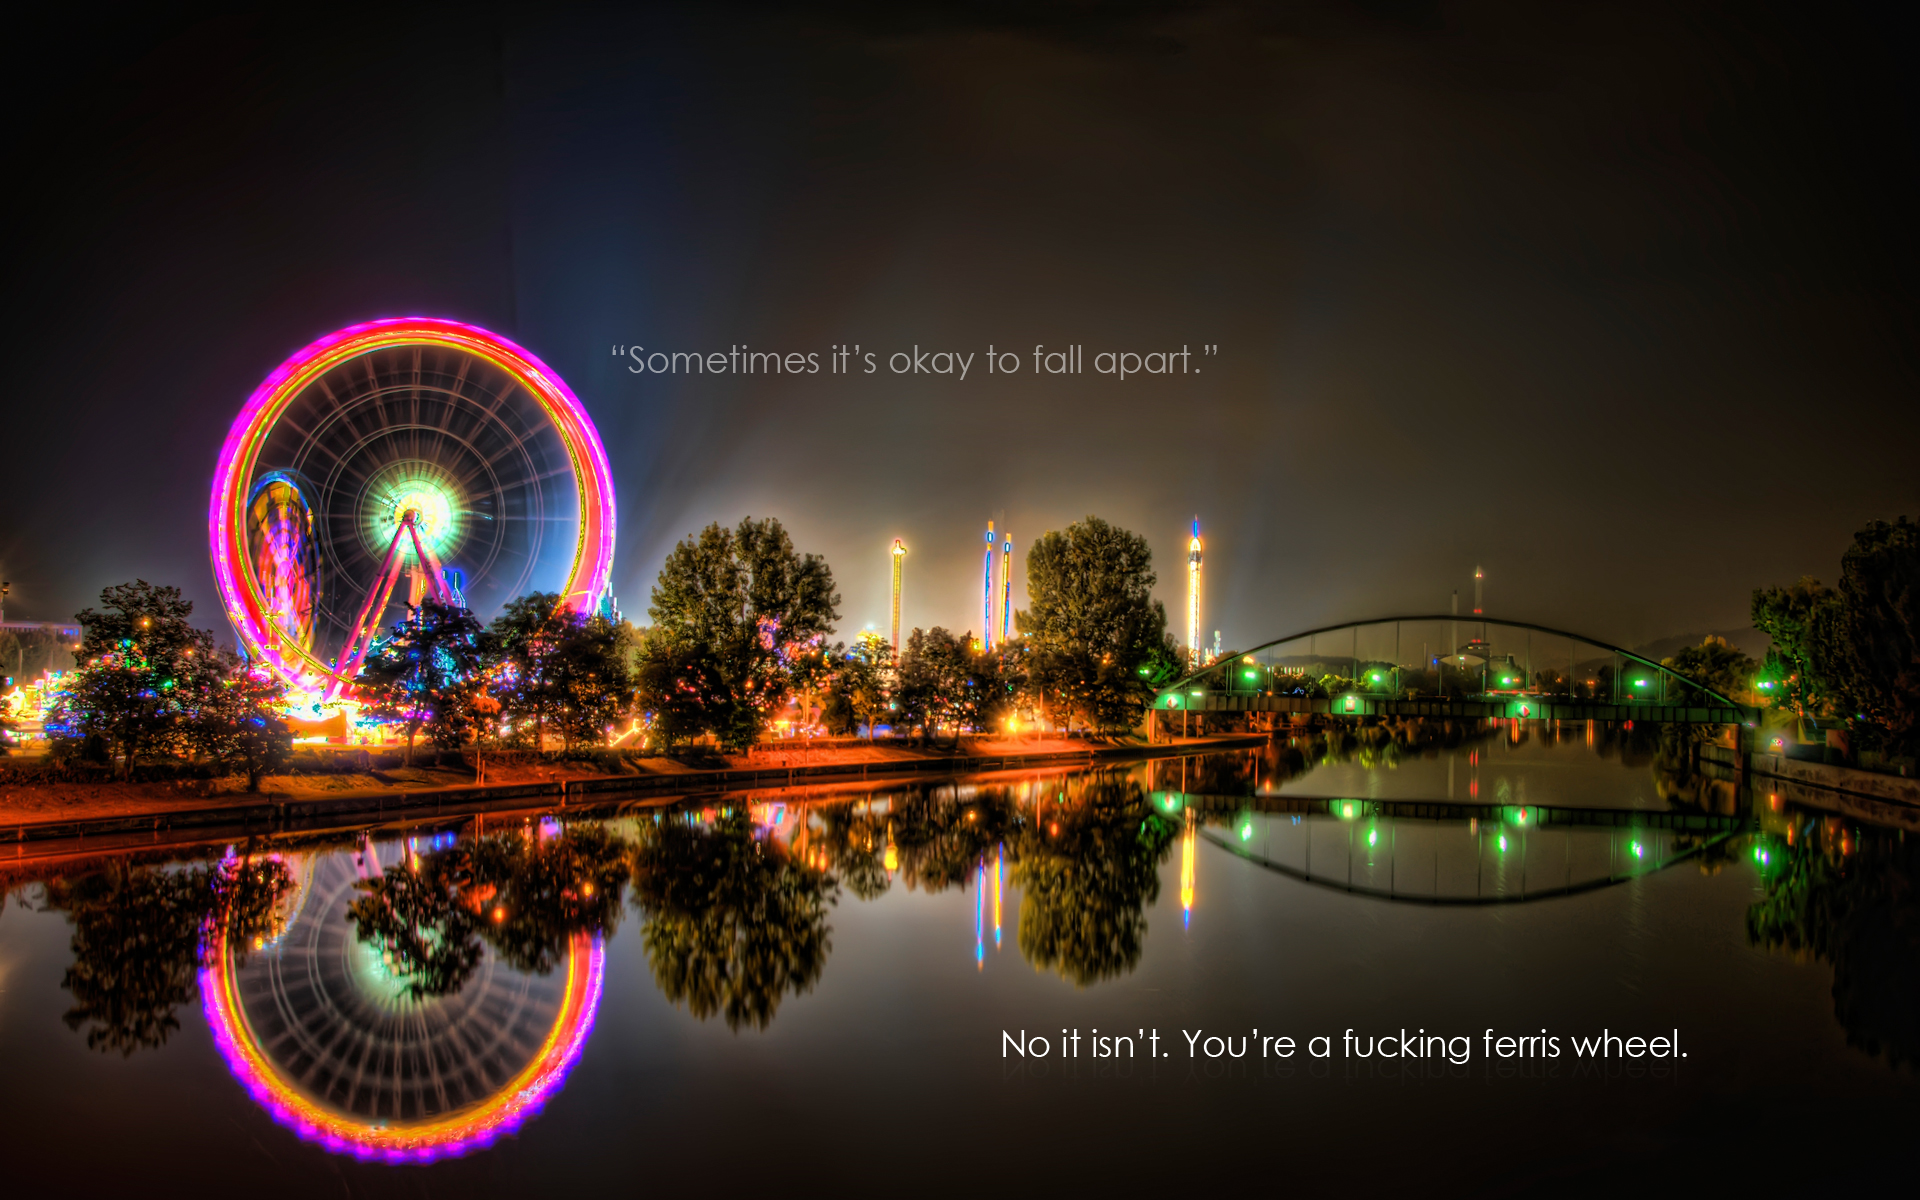 “Sometimes it’s okay to fall apart.”
No it isn’t. You’re a fucking ferris wheel.